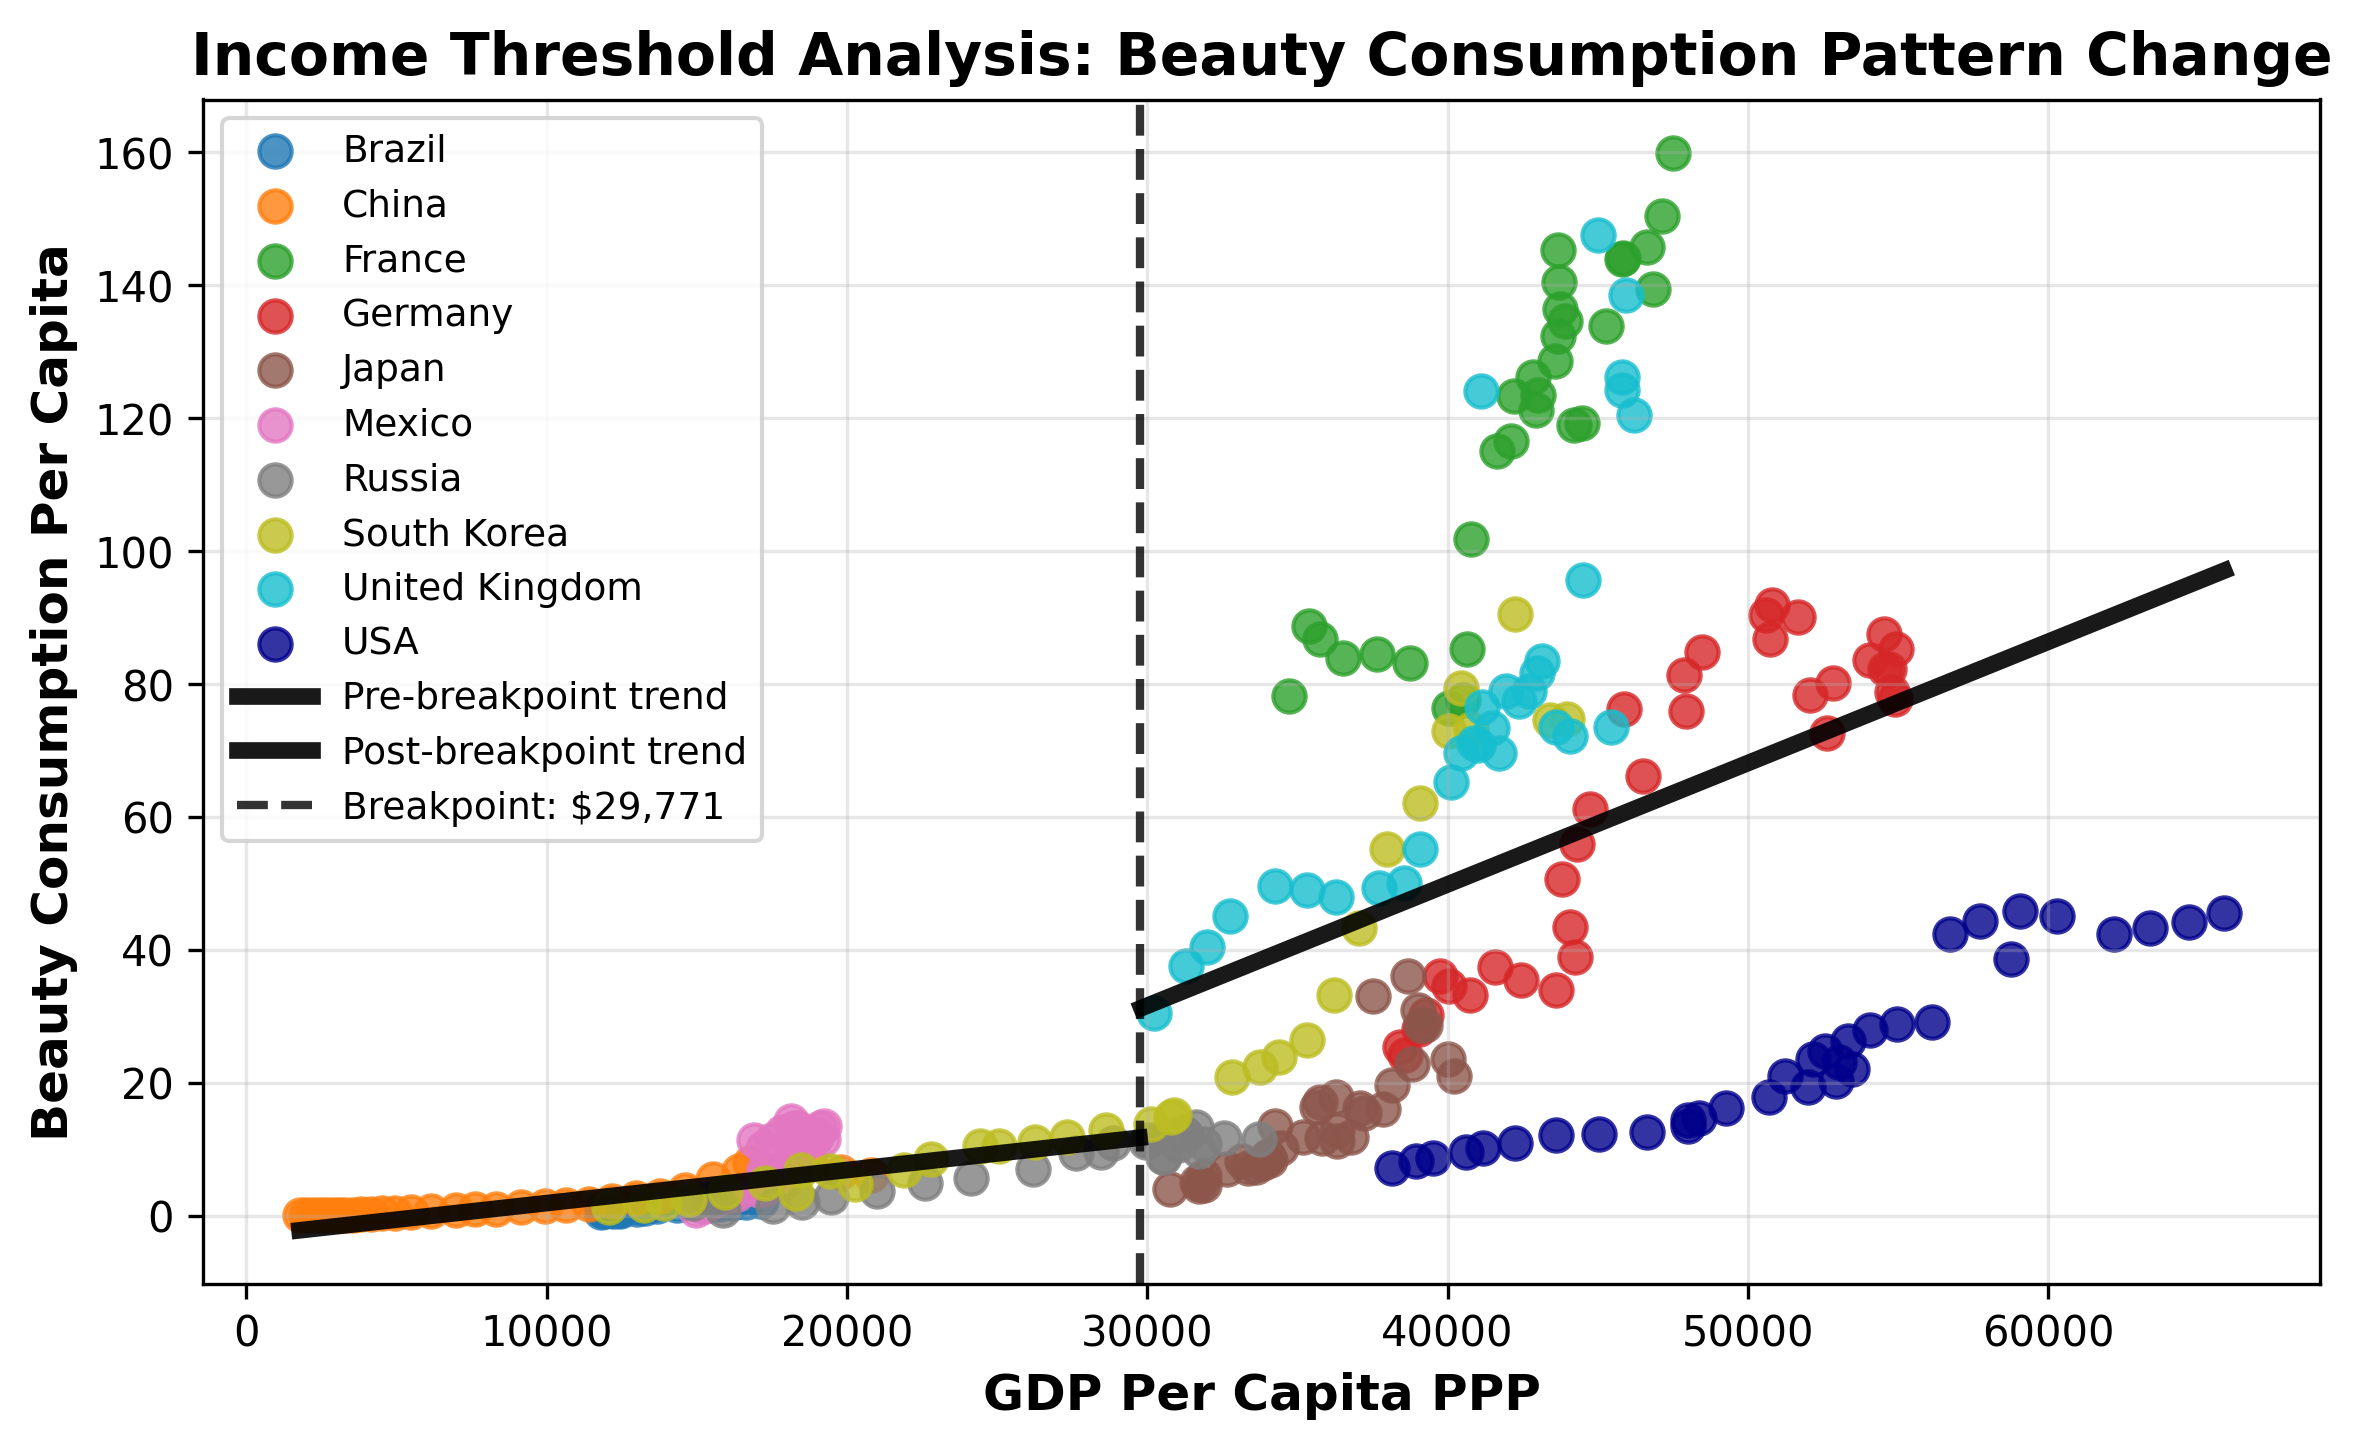 Income Threshold Analysis: Beauty Consumption Pattern Change
Beauty Consumption Per Capita
160
140
120
100
80
60
40
20
0
Brazil
China
France
Germany
Japan
Mexico
Russia
South Korea
United Kingdom
USA
Pre-breakpoint trend
Post-breakpoint trend
Breakpoint: $29,771
0 10000 20000 30000 40000 50000 60000
GDP Per Capita PPP